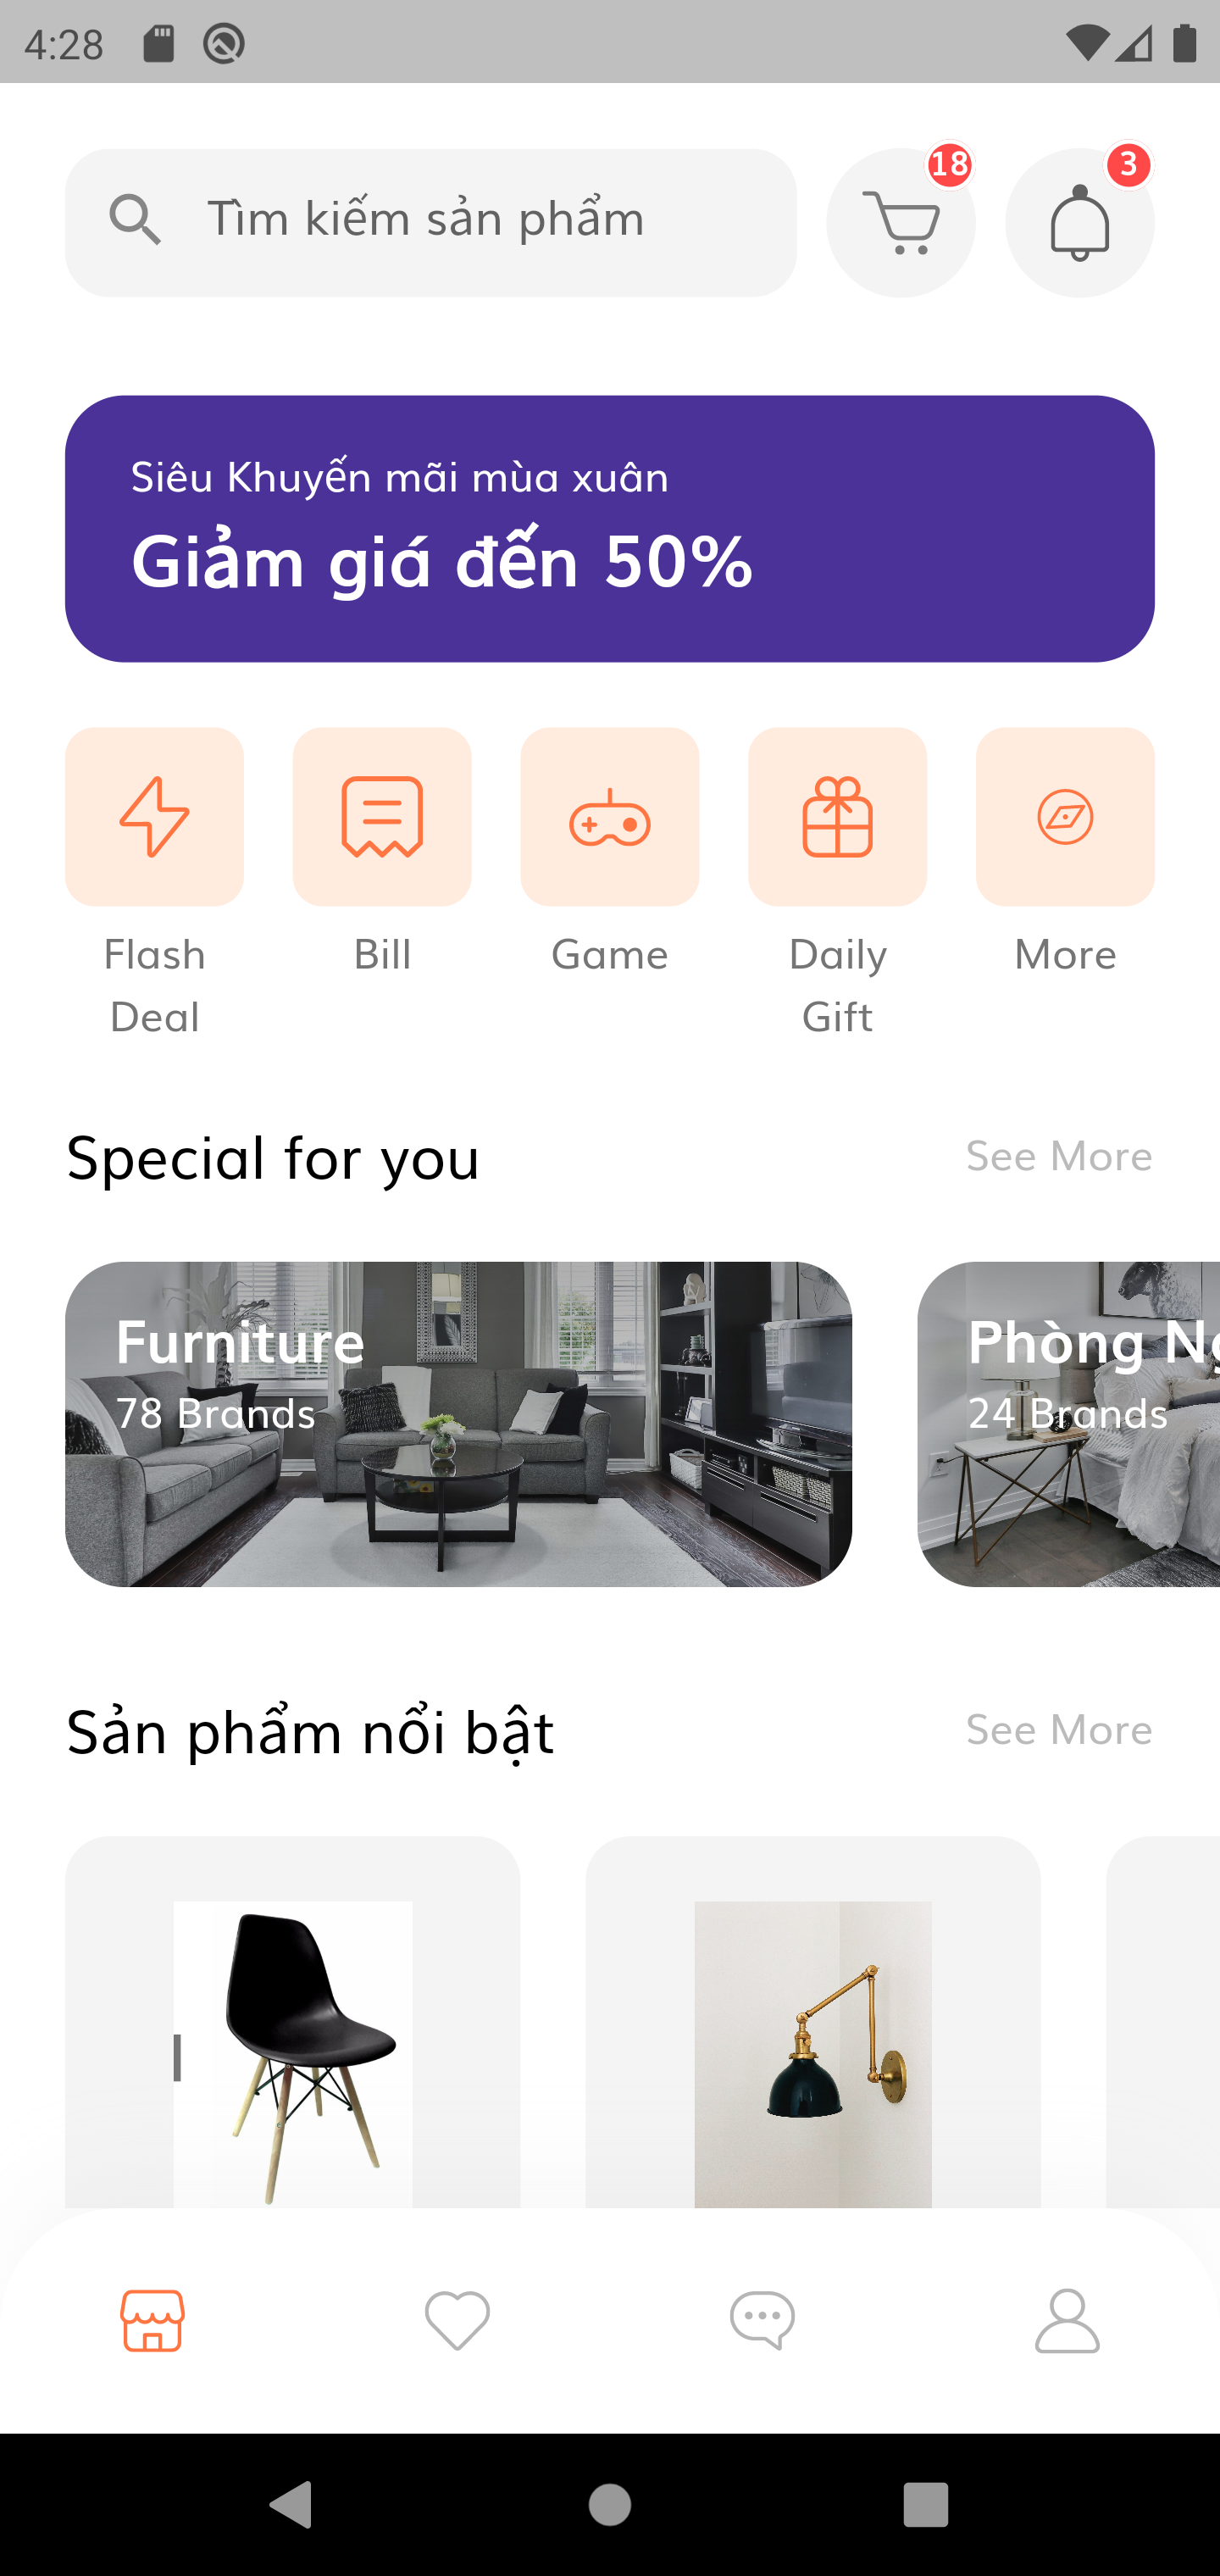 4:28
Tìm kiếm sản phẩm
18
3
Siêu Khuyến mãi mùa xuân
Giảm giá đến 50%
Flash
Deal
Bill
Game
Daily
Gift
More
Special for you
See More
Furniture
78 Brands
Phòng
24 Brands
Sản phẩm nổi bật
See More